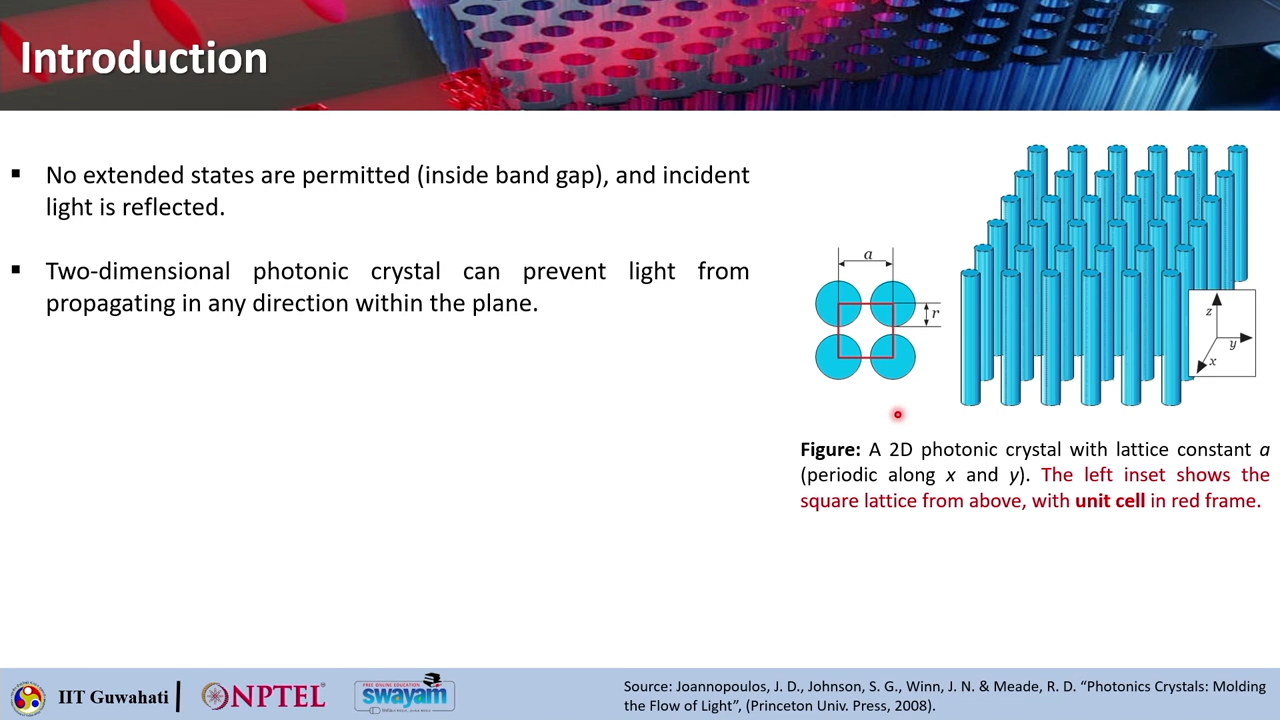 Introduction
▪ No extended states are permitted (inside band gap), and incident
light is reflected.
▪ Two-dimensional photonic crystal can prevent light from
propagating in any direction within the plane.
a
r
z
y
x
Figure: A 2D photonic crystal with lattice constant a
(periodic along x and y). The left inset shows the
square lattice from above, with unit cell in red frame.
IIT Guwahati
NPTEL
FREE ONLINE EDUCATION
swayam
Source: Joannopoulos, J. D., Johnson, S. G., Winn, J. N. & Meade, R. D. “Photonics Crystals: Molding
the Flow of Light”, (Princeton Univ. Press, 2008).